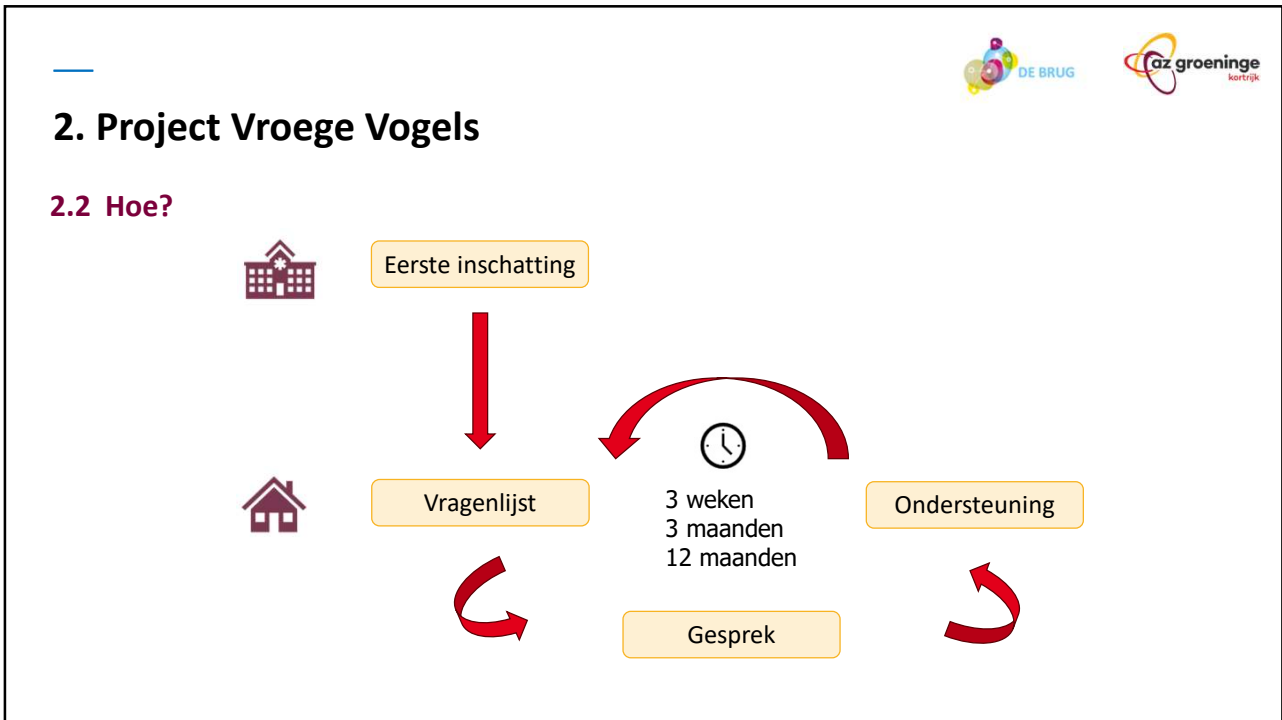 DE BRUG
az groeninge
kortrijk
2. Project Vroege Vogels
2.2 Hoe?
Eerste inschatting
Vragenlijst
3 weken
3 maanden
12 maanden
Ondersteuning
Gesprek